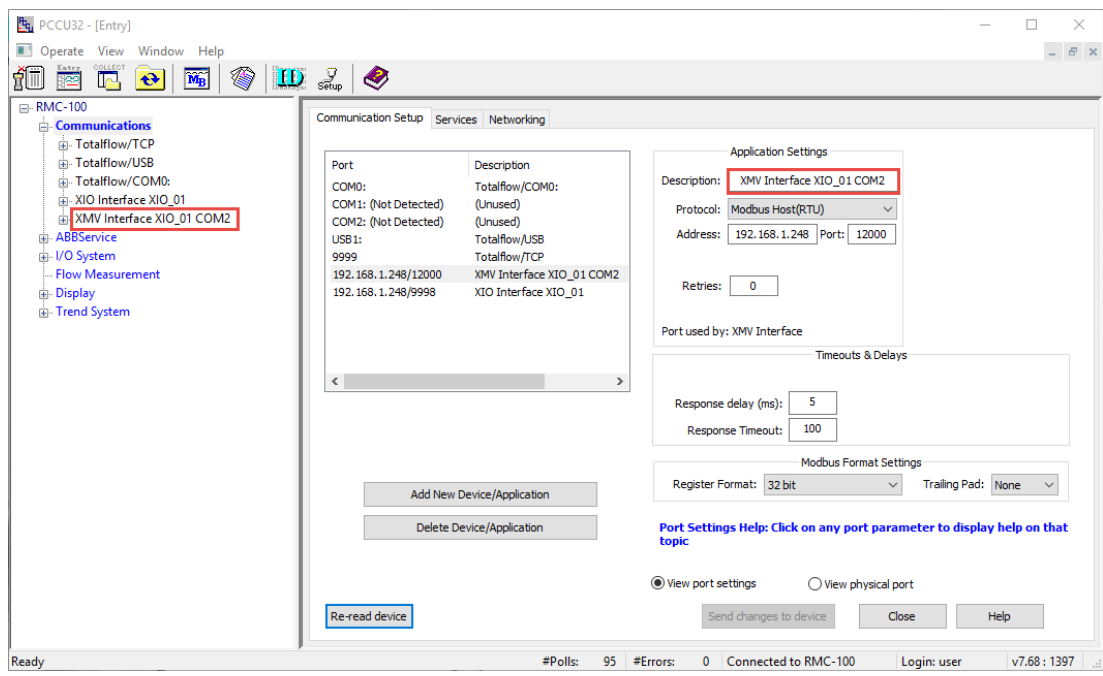 PCCU32 - [Entry]
Operate View Window Help
Entry COLLECT MB ID Setup
RMC-100
Communications
Totalflow/TCP
Totalflow/USB
Totalflow/COM0:
XIO Interface XIO_01
XMV Interface XIO_01 COM2
ABBService
I/O System
Flow Measurement
Display
Trend System
Communication Setup Services Networking
Port Description
COM0: Totalflow/COM0:
COM1: (Not Detected) (Unused)
COM2: (Not Detected) (Unused)
USB1: Totalflow/USB
9999 Totalflow/TCP
192.168.1.248/12000 XMV Interface XIO_01 COM2
192.168.1.248/9998 XIO Interface XIO_01
Add New Device/Application
Delete Device/Application
Re-read device
Application Settings
Description: XMV Interface XIO_01 COM2
Protocol: Modbus Host(RTU)
Address: 192.168.1.248 Port: 12000
Retries: 0
Port used by: XMV Interface
Timeouts & Delays
Response delay (ms): 5
Response Timeout: 100
Modbus Format Settings
Register Format: 32 bit Trailing Pad: None
Port Settings Help: Click on any port parameter to display help on that
topic
View port settings View physical port
Send changes to device Close Help
Ready #Polls: 95 #Errors: 0 Connected to RMC-100 Login: user v7.68 : 1397